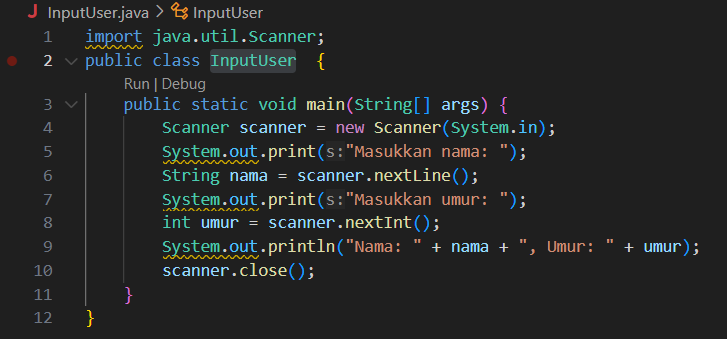 J InputUser.java > InputUser
1 import java.util.Scanner;
2 public class InputUser {
Run | Debug
3 public static void main(String[] args) {
4 Scanner scanner = new Scanner(System.in);
5 System.out.print(s:"Masukkan nama: ");
6 String nama = scanner.nextLine();
7 System.out.print(s:"Masukkan umur: ");
8 int umur = scanner.nextInt();
9 System.out.println("Nama: " + nama + ", Umur: " + umur);
10 scanner.close();
11 }
12 }